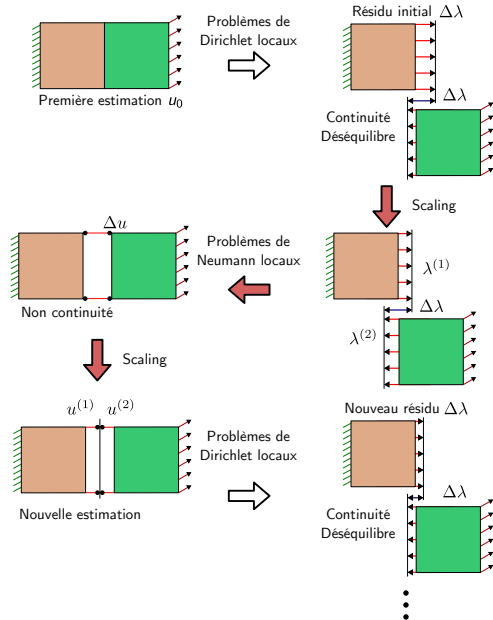 Première estimation u₀
Problèmes de
Dirichlet locaux
Résidu initial Δλ
Δλ
Continuité
Déséquilibre
Scaling
λ⁽¹⁾
Δλ
λ⁽²⁾
Problèmes de
Neumann locaux
Δu
Non continuité
Scaling
u⁽¹⁾ u⁽²⁾
Nouvelle estimation
Problèmes de
Dirichlet locaux
Nouveau résidu Δλ
Δλ
Continuité
Déséquilibre